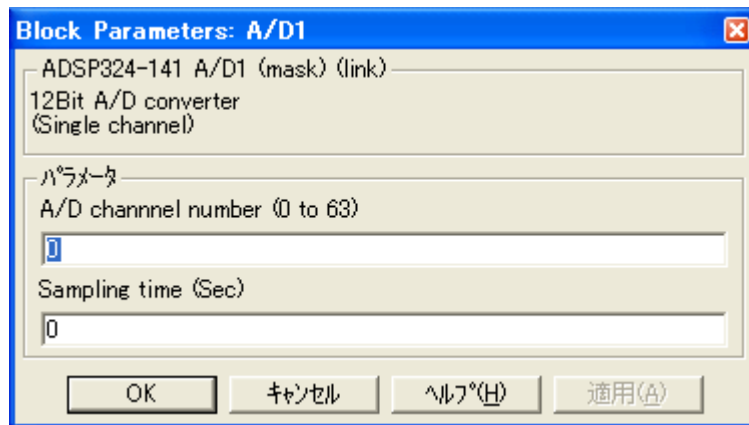 Block Parameters: A/D1
ADSP324-141 A/D1 (mask) (link)
12Bit A/D converter
(Single channel)
パラメータ
A/D channnel number (0 to 63)
0
Sampling time (Sec)
0
OK キャンセル ヘルプ(H) 適用(A)